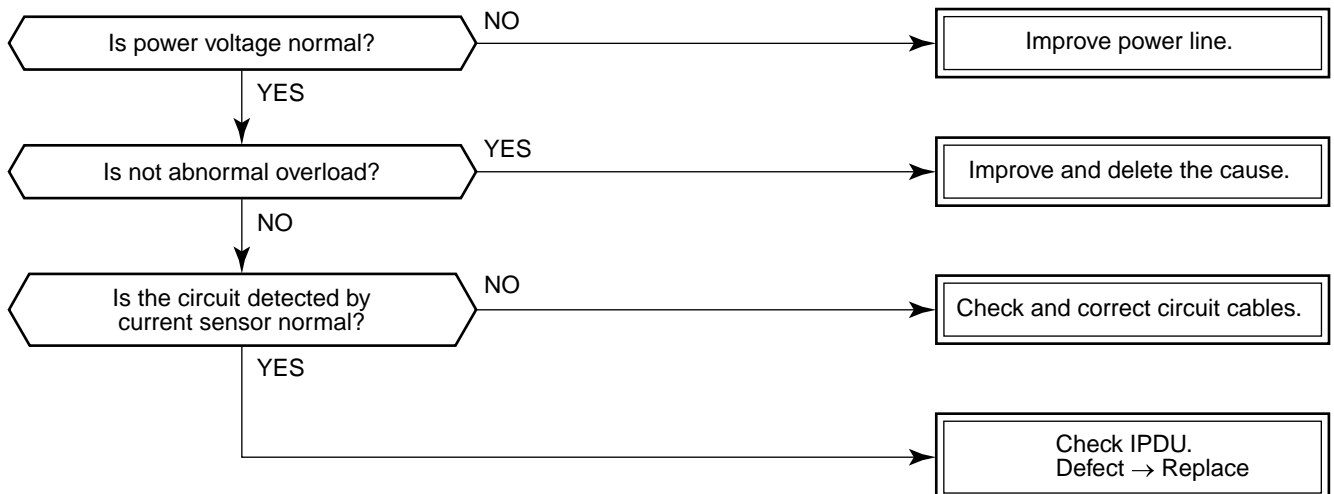 Is power voltage normal?
NO
Improve power line.
YES
Is not abnormal overload?
YES
Improve and delete the cause.
NO
Is the circuit detected by
current sensor normal?
NO
Check and correct circuit cables.
YES
Check IPDU.
Defect → Replace